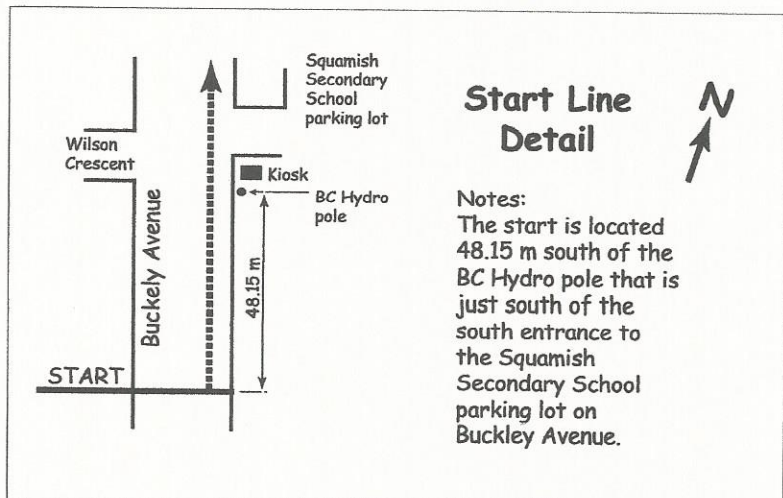 Squamish
Secondary
School
parking lot
Wilson
Crescent
Kiosk
BC Hydro
pole
Buckely Avenue
48.15 m
START
Start Line
Detail
N
Notes:
The start is located
48.15 m south of the
BC Hydro pole that is
just south of the
south entrance to
the Squamish
Secondary School
parking lot on
Buckley Avenue.